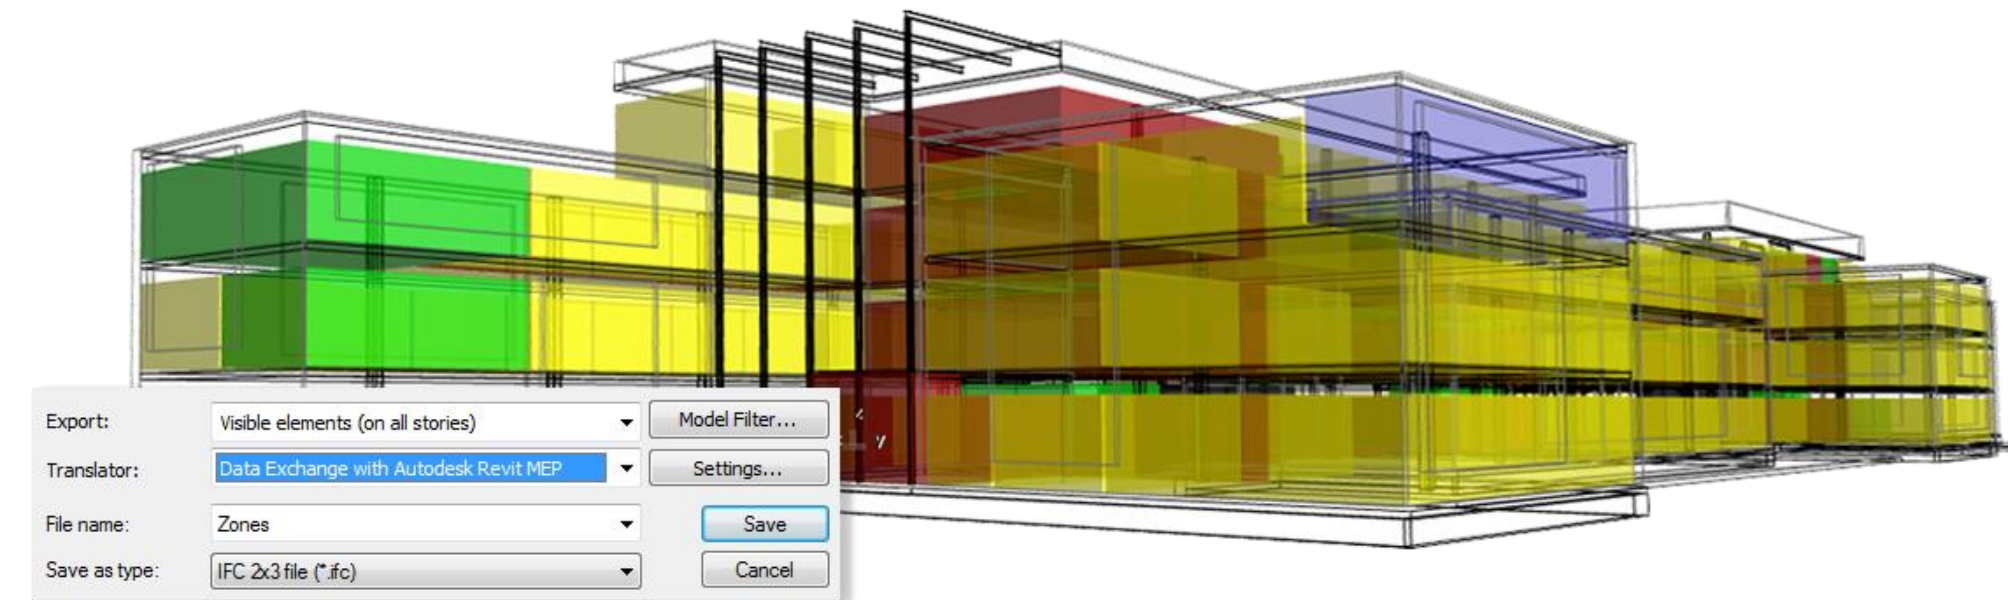 Export: Visible elements (on all stories) Model Filter...
Translator: Data Exchange with Autodesk Revit MEP Settings...
File name: Zones Save
Save as type: IFC 2x3 file (*.ifc) Cancel